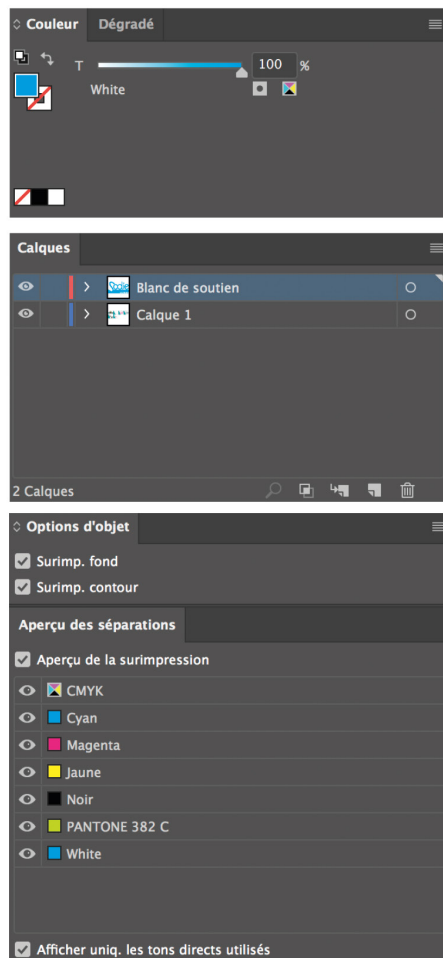 Couleur Dégradé
T 100 %
White
Calques
Blanc de soutien
Calque 1
2 Calques
Options d'objet
Surimp. fond
Surimp. contour
Aperçu des séparations
Aperçu de la surimpression
CMYK
Cyan
Magenta
Jaune
Noir
PANTONE 382 C
White
Afficher uniq. les tons directs utilisés